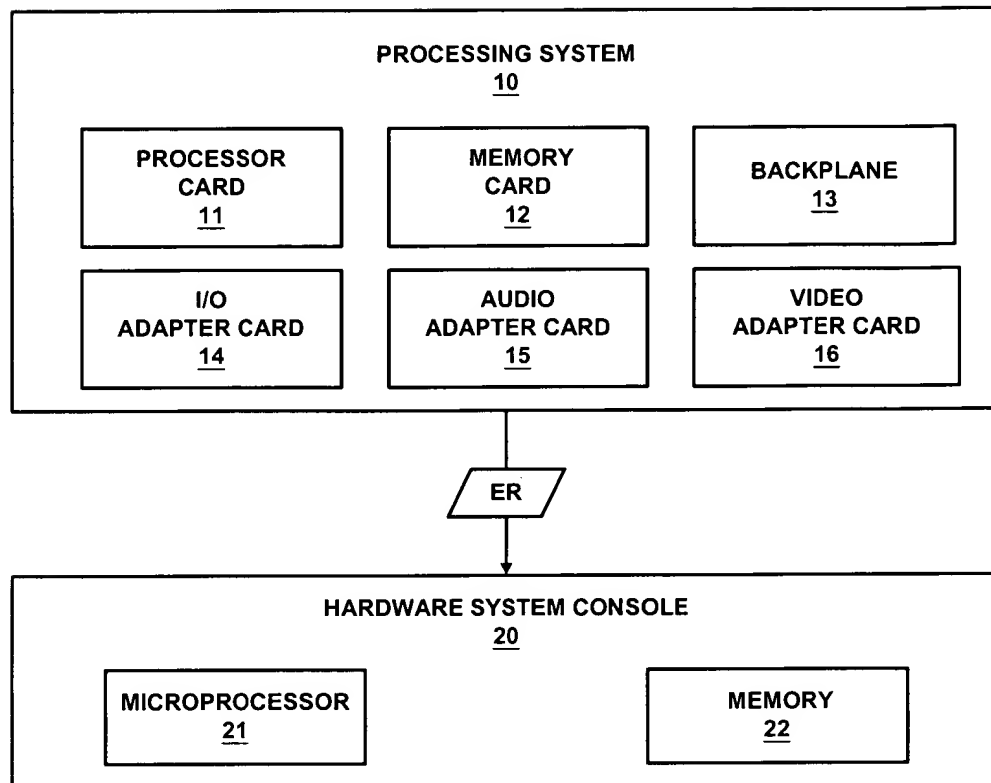 PROCESSING SYSTEM
10
PROCESSOR
CARD
11
MEMORY
CARD
12
BACKPLANE
13
I/O
ADAPTER CARD
14
AUDIO
ADAPTER CARD
15
VIDEO
ADAPTER CARD
16
ER
HARDWARE SYSTEM CONSOLE
20
MICROPROCESSOR
21
MEMORY
22